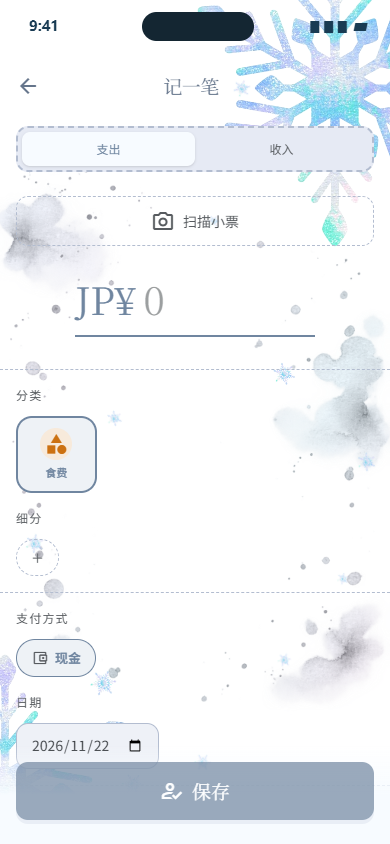 9:41
记一笔
支出
收入
扫描小票
JP¥ 0
分类
食费
细分
+
支付方式
现金
日期
2026/11/22
保存